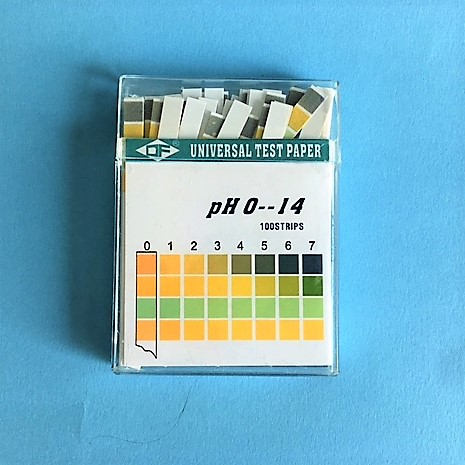 UNIVERSAL TEST PAPER
pH 0--14
100STRIPS
0 1 2 3 4 5 6 7